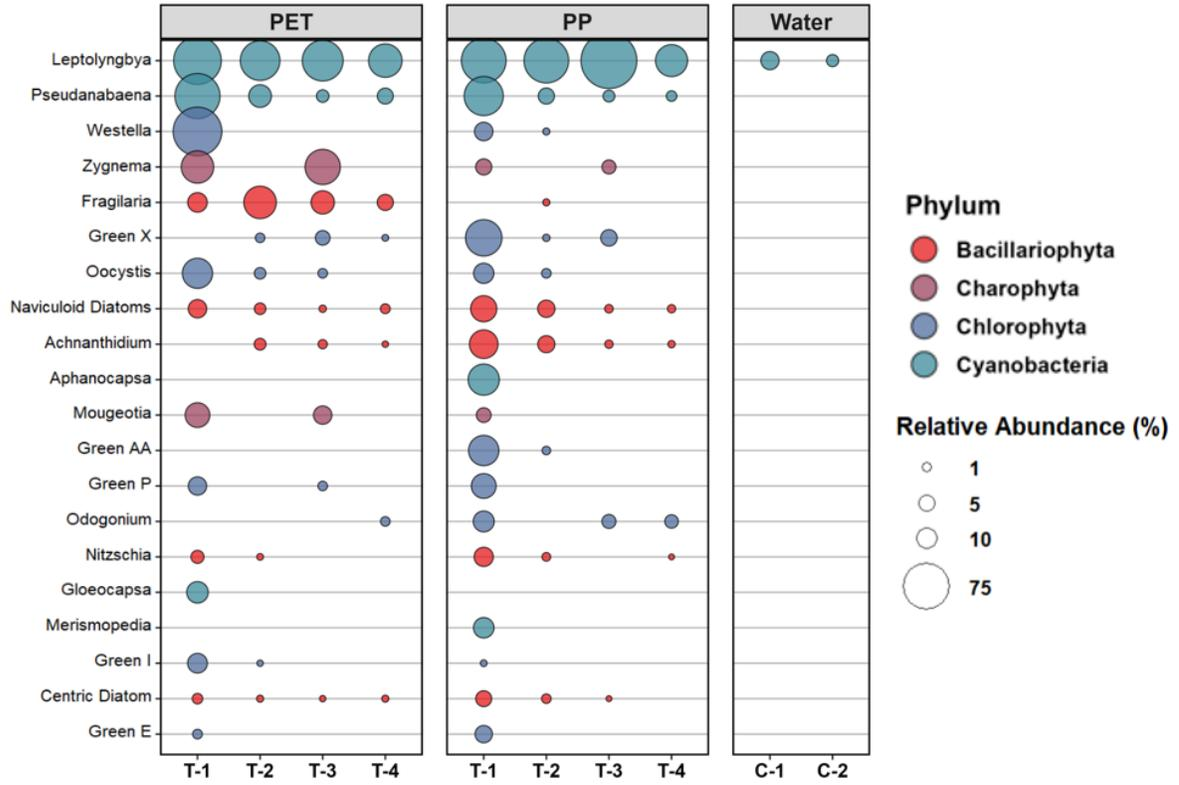 PET PP Water
Leptolyngbya
Pseudanabaena
Westella
Zygnema
Fragilaria
Green X
Oocystis
Naviculoid Diatoms
Achnanthidium
Aphanocapsa
Mougeotia
Green AA
Green P
Odogonium
Nitzschia
Gloeocapsa
Merismopedia
Green I
Centric Diatom
Green E
T-1 T-2 T-3 T-4 T-1 T-2 T-3 T-4 C-1 C-2
Phylum
Bacillariophyta
Charophyta
Chlorophyta
Cyanobacteria
Relative Abundance (%)
1
5
10
75